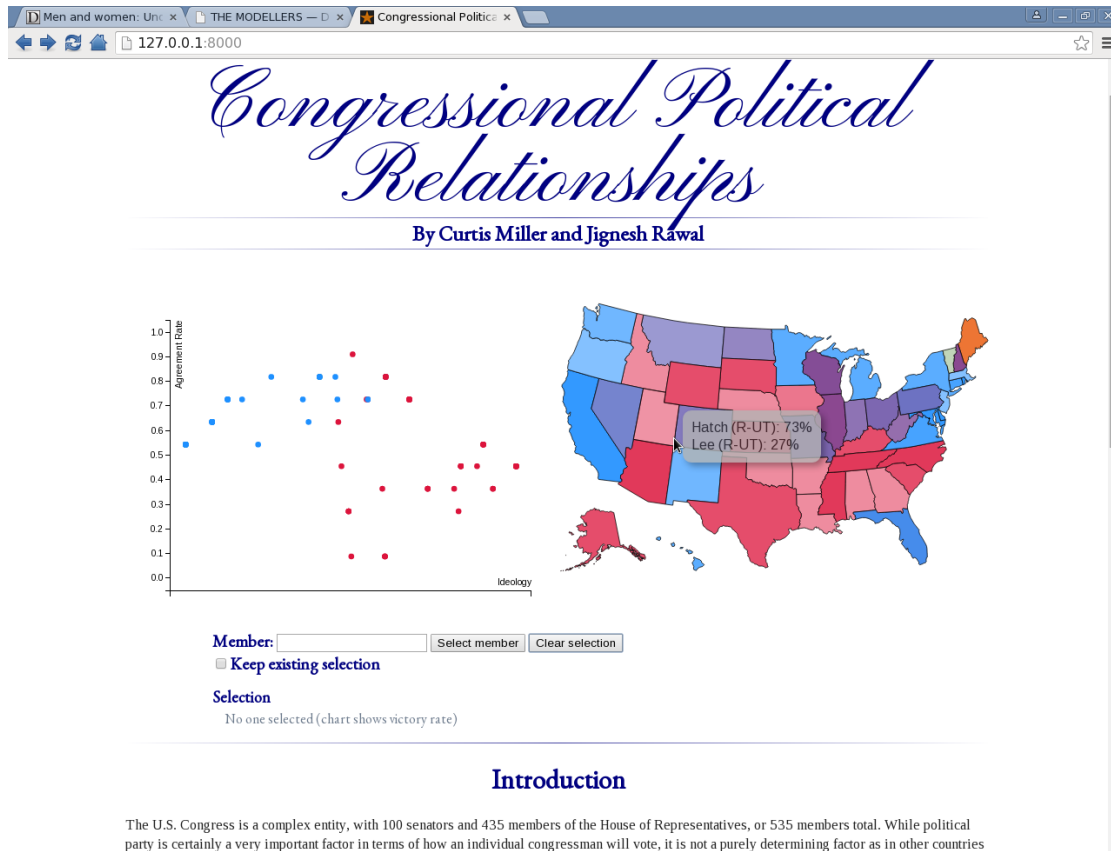 Men and women: Unc
THE MODELLERS — D
Congressional Politica
127.0.0.1:8000
Congressional Political
Relationships
By Curtis Miller and Jignesh Rawal
Agreement Rate
1.0
0.9
0.8
0.7
0.6
0.5
0.4
0.3
0.2
0.1
0.0
Ideology
Hatch (R-UT): 73%
Lee (R-UT): 27%
Member: Select member Clear selection
Keep existing selection
Selection
No one selected (chart shows victory rate)
Introduction
The U.S. Congress is a complex entity, with 100 senators and 435 members of the House of Representatives, or 535 members total. While political
party is certainly a very important factor in terms of how an individual congressman will vote, it is not a purely determining factor as in other countries